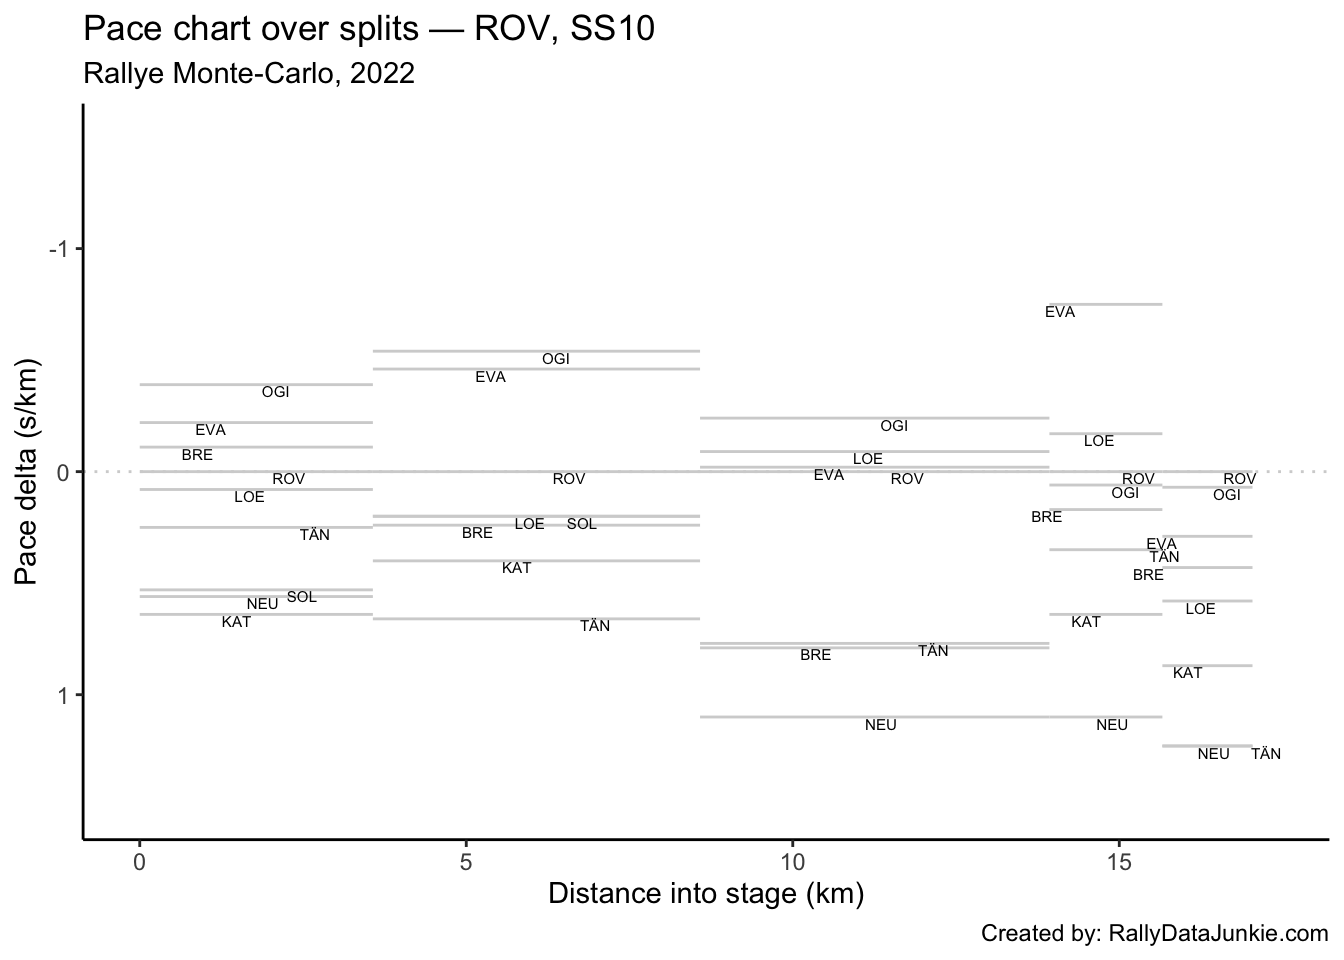 Pace chart over splits — ROV, SS10
Rallye Monte-Carlo, 2022
Pace delta (s/km)
-1
0
1
OGI
EVA
BRE
ROV
LOE
TÄN
SOL
NEU
KAT
OGI
EVA
ROV
LOE
SOL
BRE
KAT
TÄN
OGI
LOE
EVA
ROV
TÄN
BRE
NEU
EVA
LOE
ROV
OGI
BRE
TÄN
KAT
NEU
ROV
OGI
EVA
BRE
LOE
KAT
NEU
TÄN
0
5
10
15
Distance into stage (km)
Created by: RallyDataJunkie.com